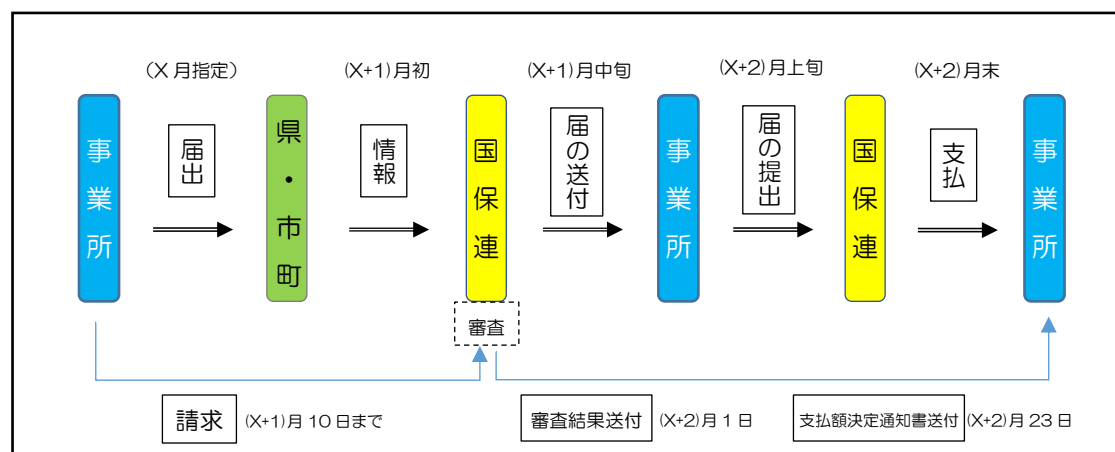 （X 月指定）
(X+1)月初
(X+1)月中旬
(X+2)月上旬
(X+2)月末
事業所
届出
県・市町
情報
国保連
届の送付
事業所
届の提出
国保連
支払
事業所
審査
請求
(X+1)月 10 日まで
審査結果送付
(X+2)月 1 日
支払額決定通知書送付
(X+2)月 23 日